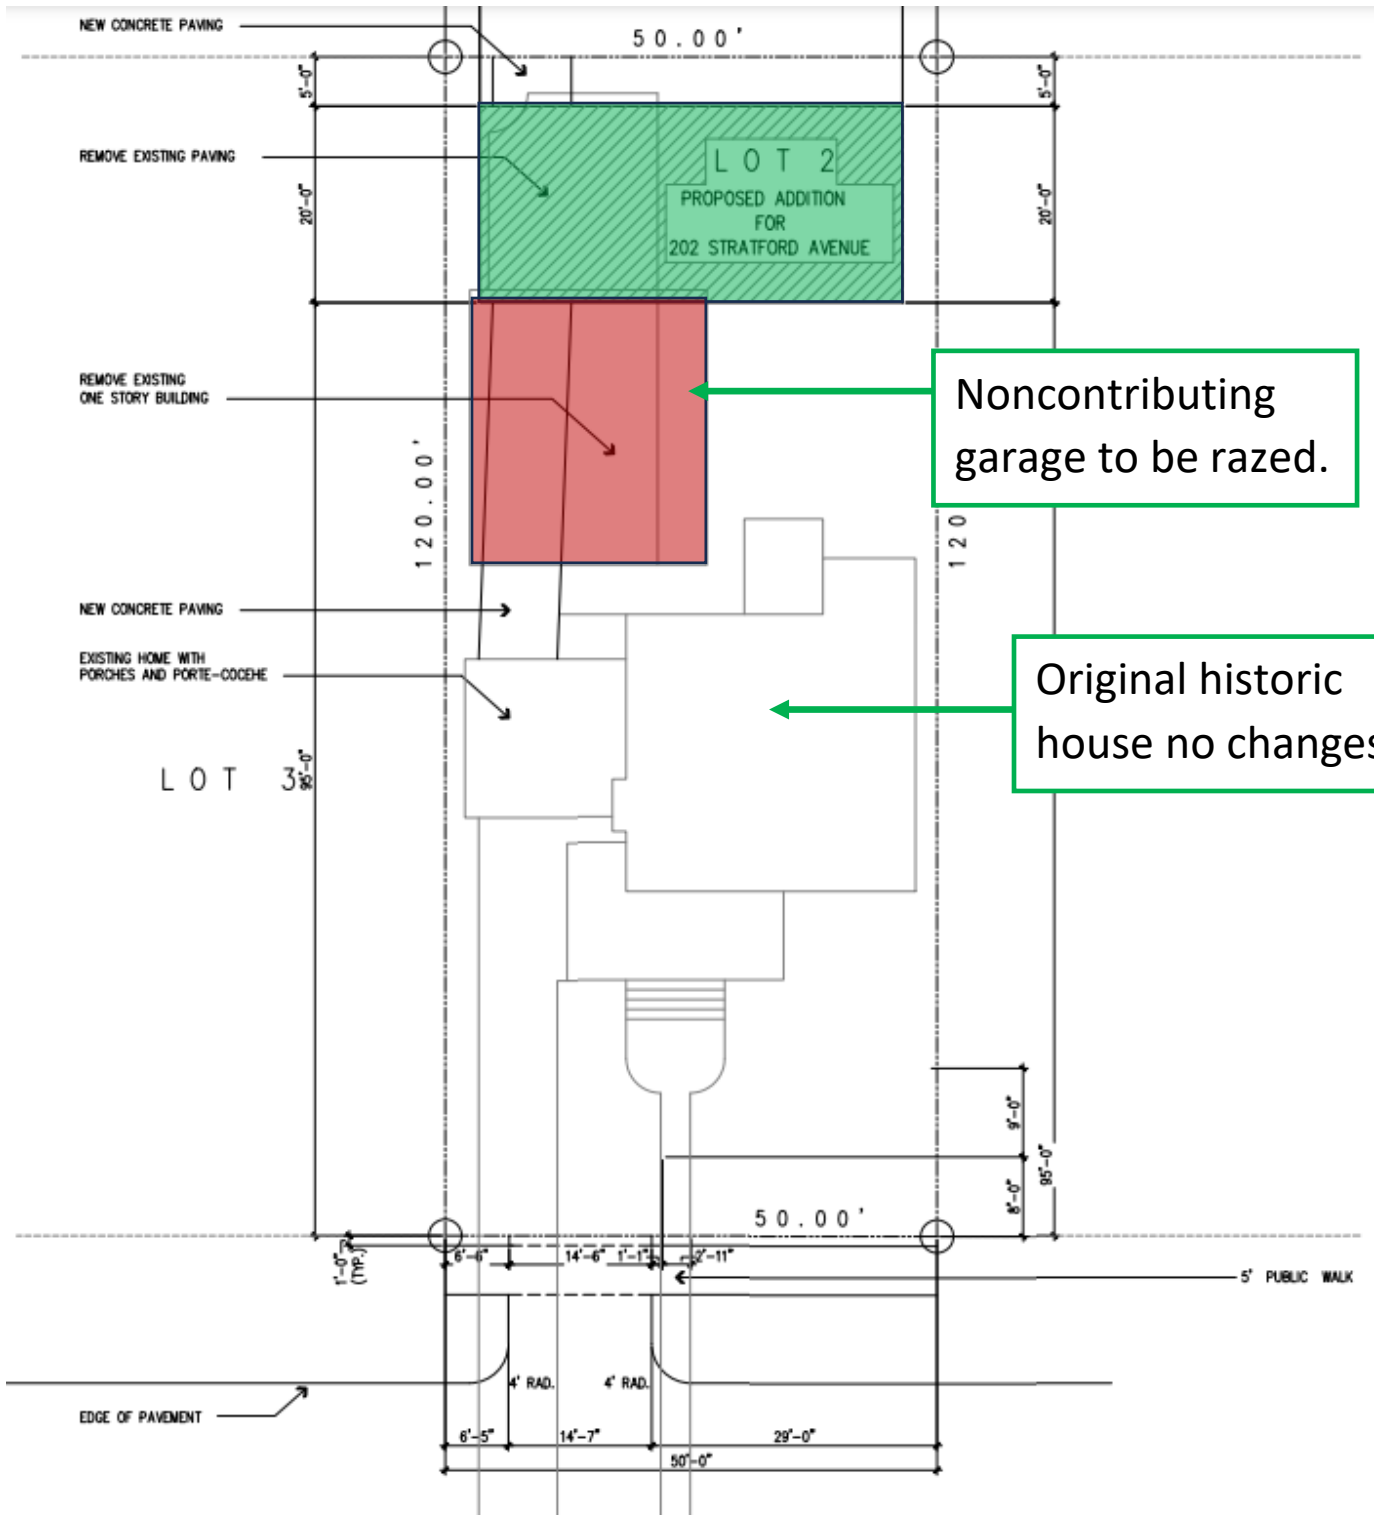 NEW CONCRETE PAVING
50.00'
5'-0"
5'-0"
REMOVE EXISTING PAVING
LOT 2
PROPOSED ADDITION
FOR
202 STRATFORD AVENUE
20'-0"
20'-0"
REMOVE EXISTING
ONE STORY BUILDING
Noncontributing
garage to be razed.
120.00'
120
NEW CONCRETE PAVING
EXISTING HOME WITH
PORCHES AND PORTE-COCEHE
Original historic
house no changes
LOT 3
95'-0"
9'-0"
95'-0"
8'-0"
50.00'
1'-0"
(TYP.)
6'-6"
14'-6"
1'-1"
2'-11"
5' PUBLIC WALK
4' RAD.
4' RAD.
EDGE OF PAVEMENT
6'-5"
14'-7"
29'-0"
50'-0"